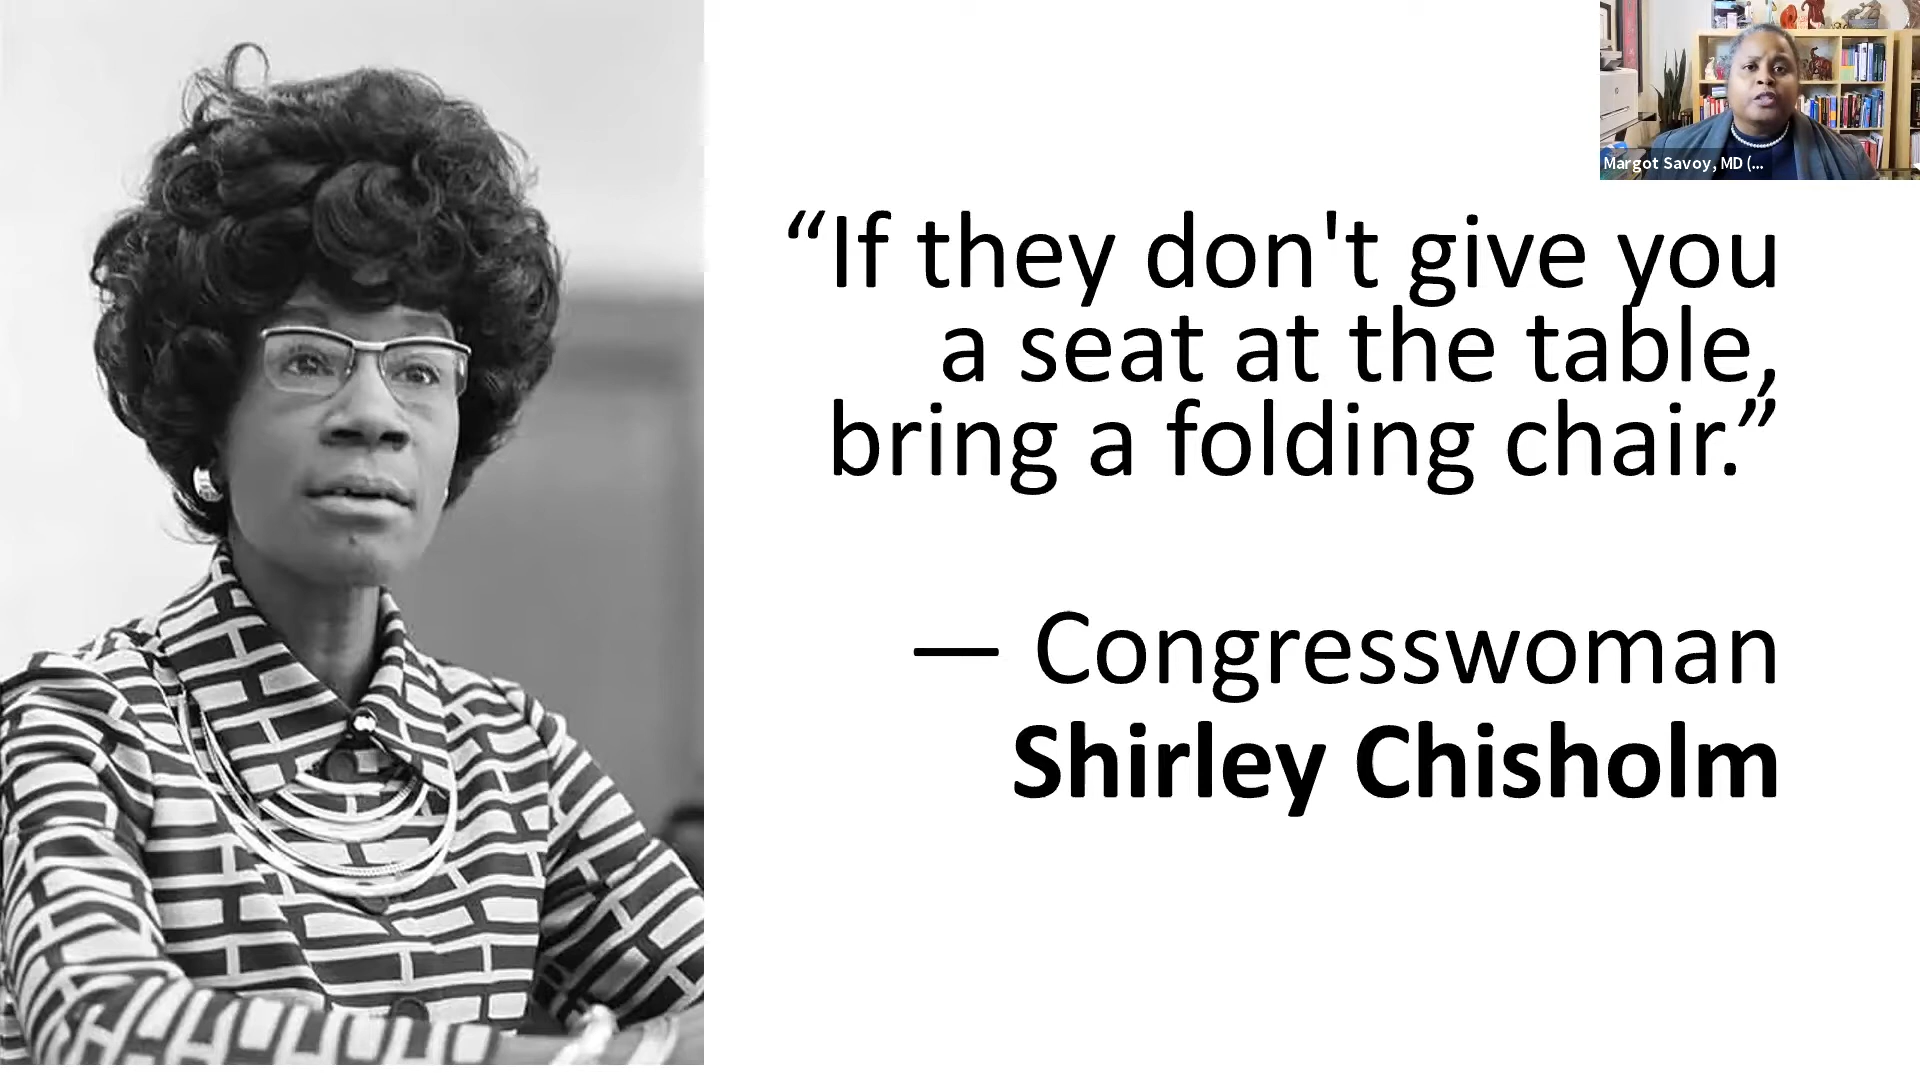 Margot Savoy, MD (...
“If they don't give you
a seat at the table,
bring a folding chair.”
— Congresswoman
Shirley Chisholm